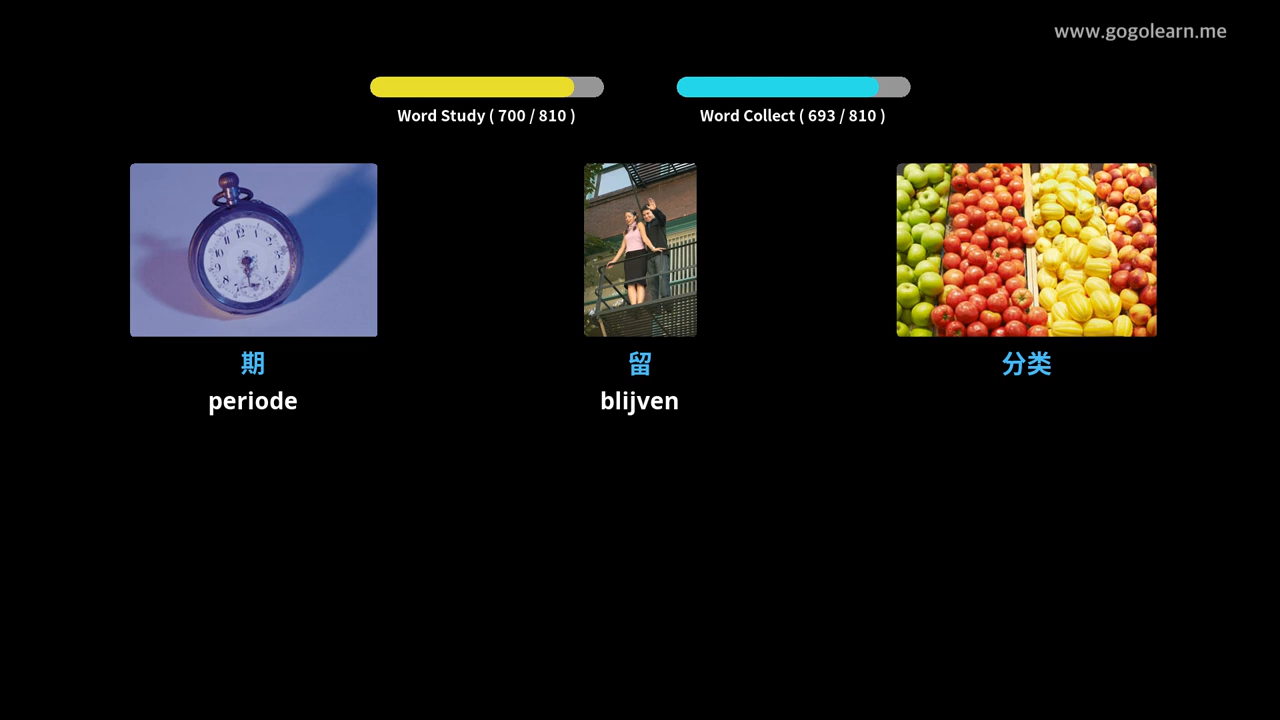 www.gogolearn.me
Word Study ( 700 / 810 )
Word Collect ( 693 / 810 )
期
留
分类
periode
blijven